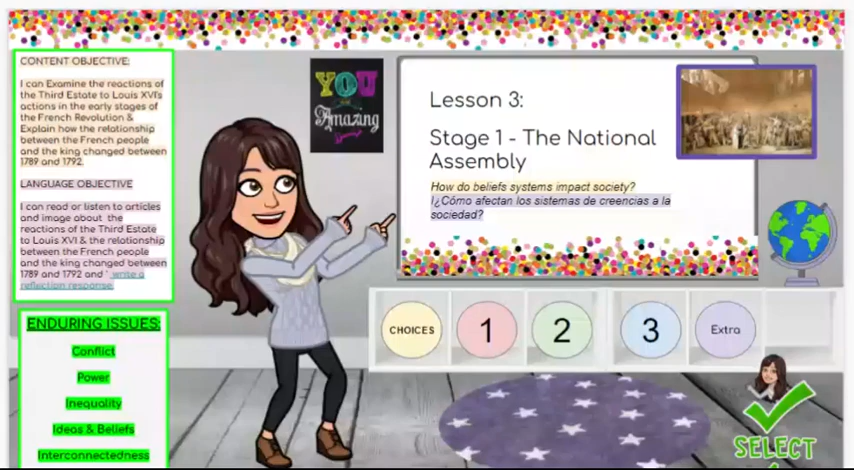 CONTENT OBJECTIVE:
I can Examine the reactions of
the Third Estate to Louis XVI's
actions in the early stages of
the French Revolution &
Explain how the relationship
between the French people
and the king changed between
1789 and 1792.
LANGUAGE OBJECTIVE
I can read or listen to articles
and image about the
reactions of the Third Estate
to Louis XVI & the relationship
between the French people
and the king changed between
1789 and 1792 and ` write a
reflection response.
ENDURING ISSUES:
Conflict
Power
Inequality
Ideas & Beliefs
Interconnectedness
YOU
Amazing
Lesson 3:
Stage 1 - The National
Assembly
How do beliefs systems impact society?
I¿Cómo afectan los sistemas de creencias a la
sociedad?
CHOICES
1
2
3
Extra
SELECT